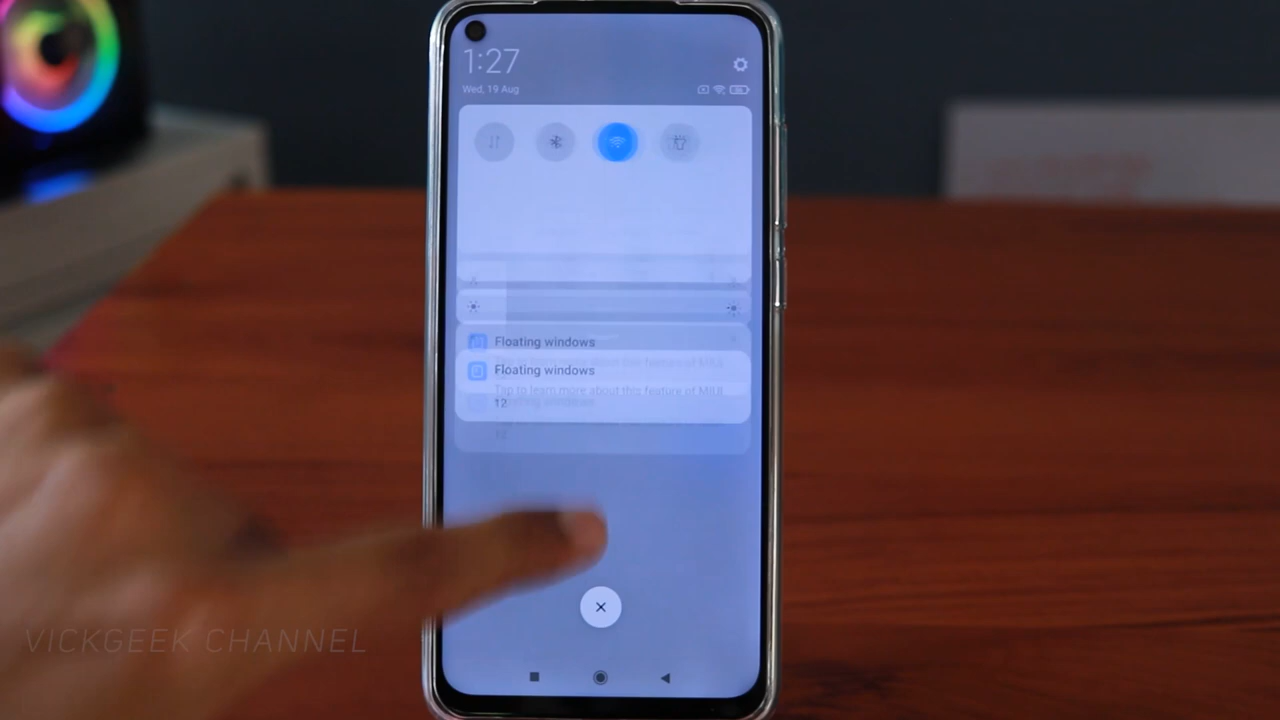 1:27
Wed, 19 Aug
Floating windows
Floating windows
Tap to learn more about this feature of MIUI
12
VICKGEEK CHANNEL